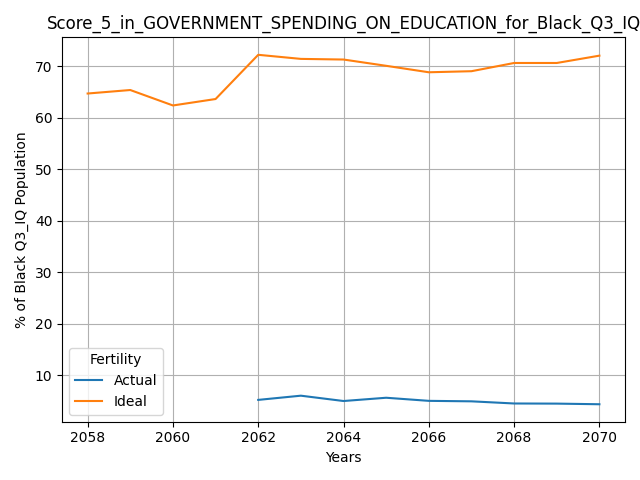 Score_5_in_GOVERNMENT_SPENDING_ON_EDUCATION_for_Black_Q3_IQ
% of Black Q3_IQ Population
70
60
50
40
30
20
10
Fertility
Actual
Ideal
2058 2060 2062 2064 2066 2068 2070
Years